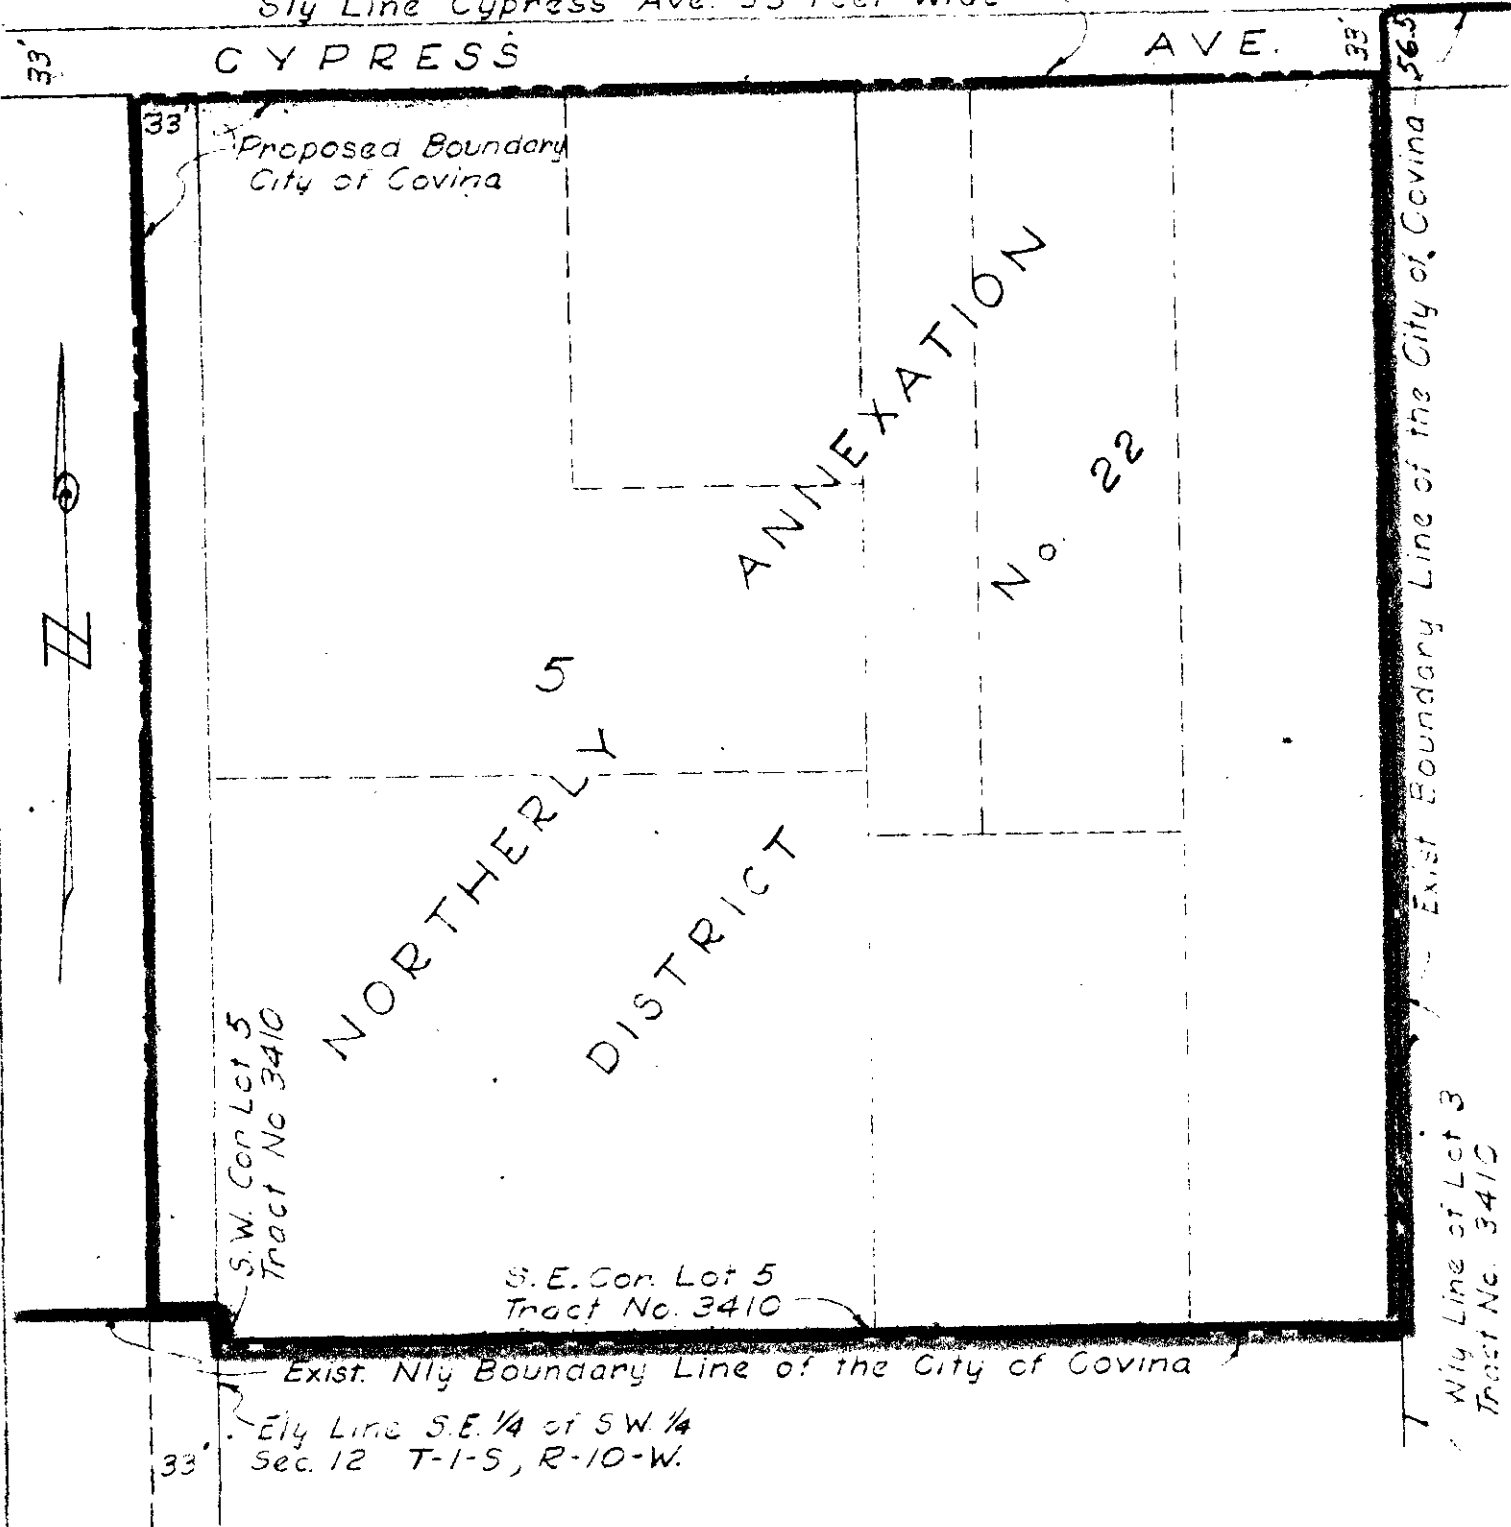 Sly Line Cypress Ave. 33 Feet Wide
CYPRESS AVE.
33'
33'
56.5
33'
Proposed Boundary
City of Covina
ANNEXATION
No. 22
N
5
NORTHERLY
DISTRICT
Exist Boundary Line of the City of Covina
S.W. Cor. Lot 5
Tract No 3410
S.E. Cor. Lot 5
Tract No. 3410
Wly Line of Lot 3
Tract No. 3410
Exist. Nly Boundary Line of the City of Covina
Ely Line S.E. 1/4 of S.W. 1/4
Sec. 12 T-1-S, R-10-W.
33'